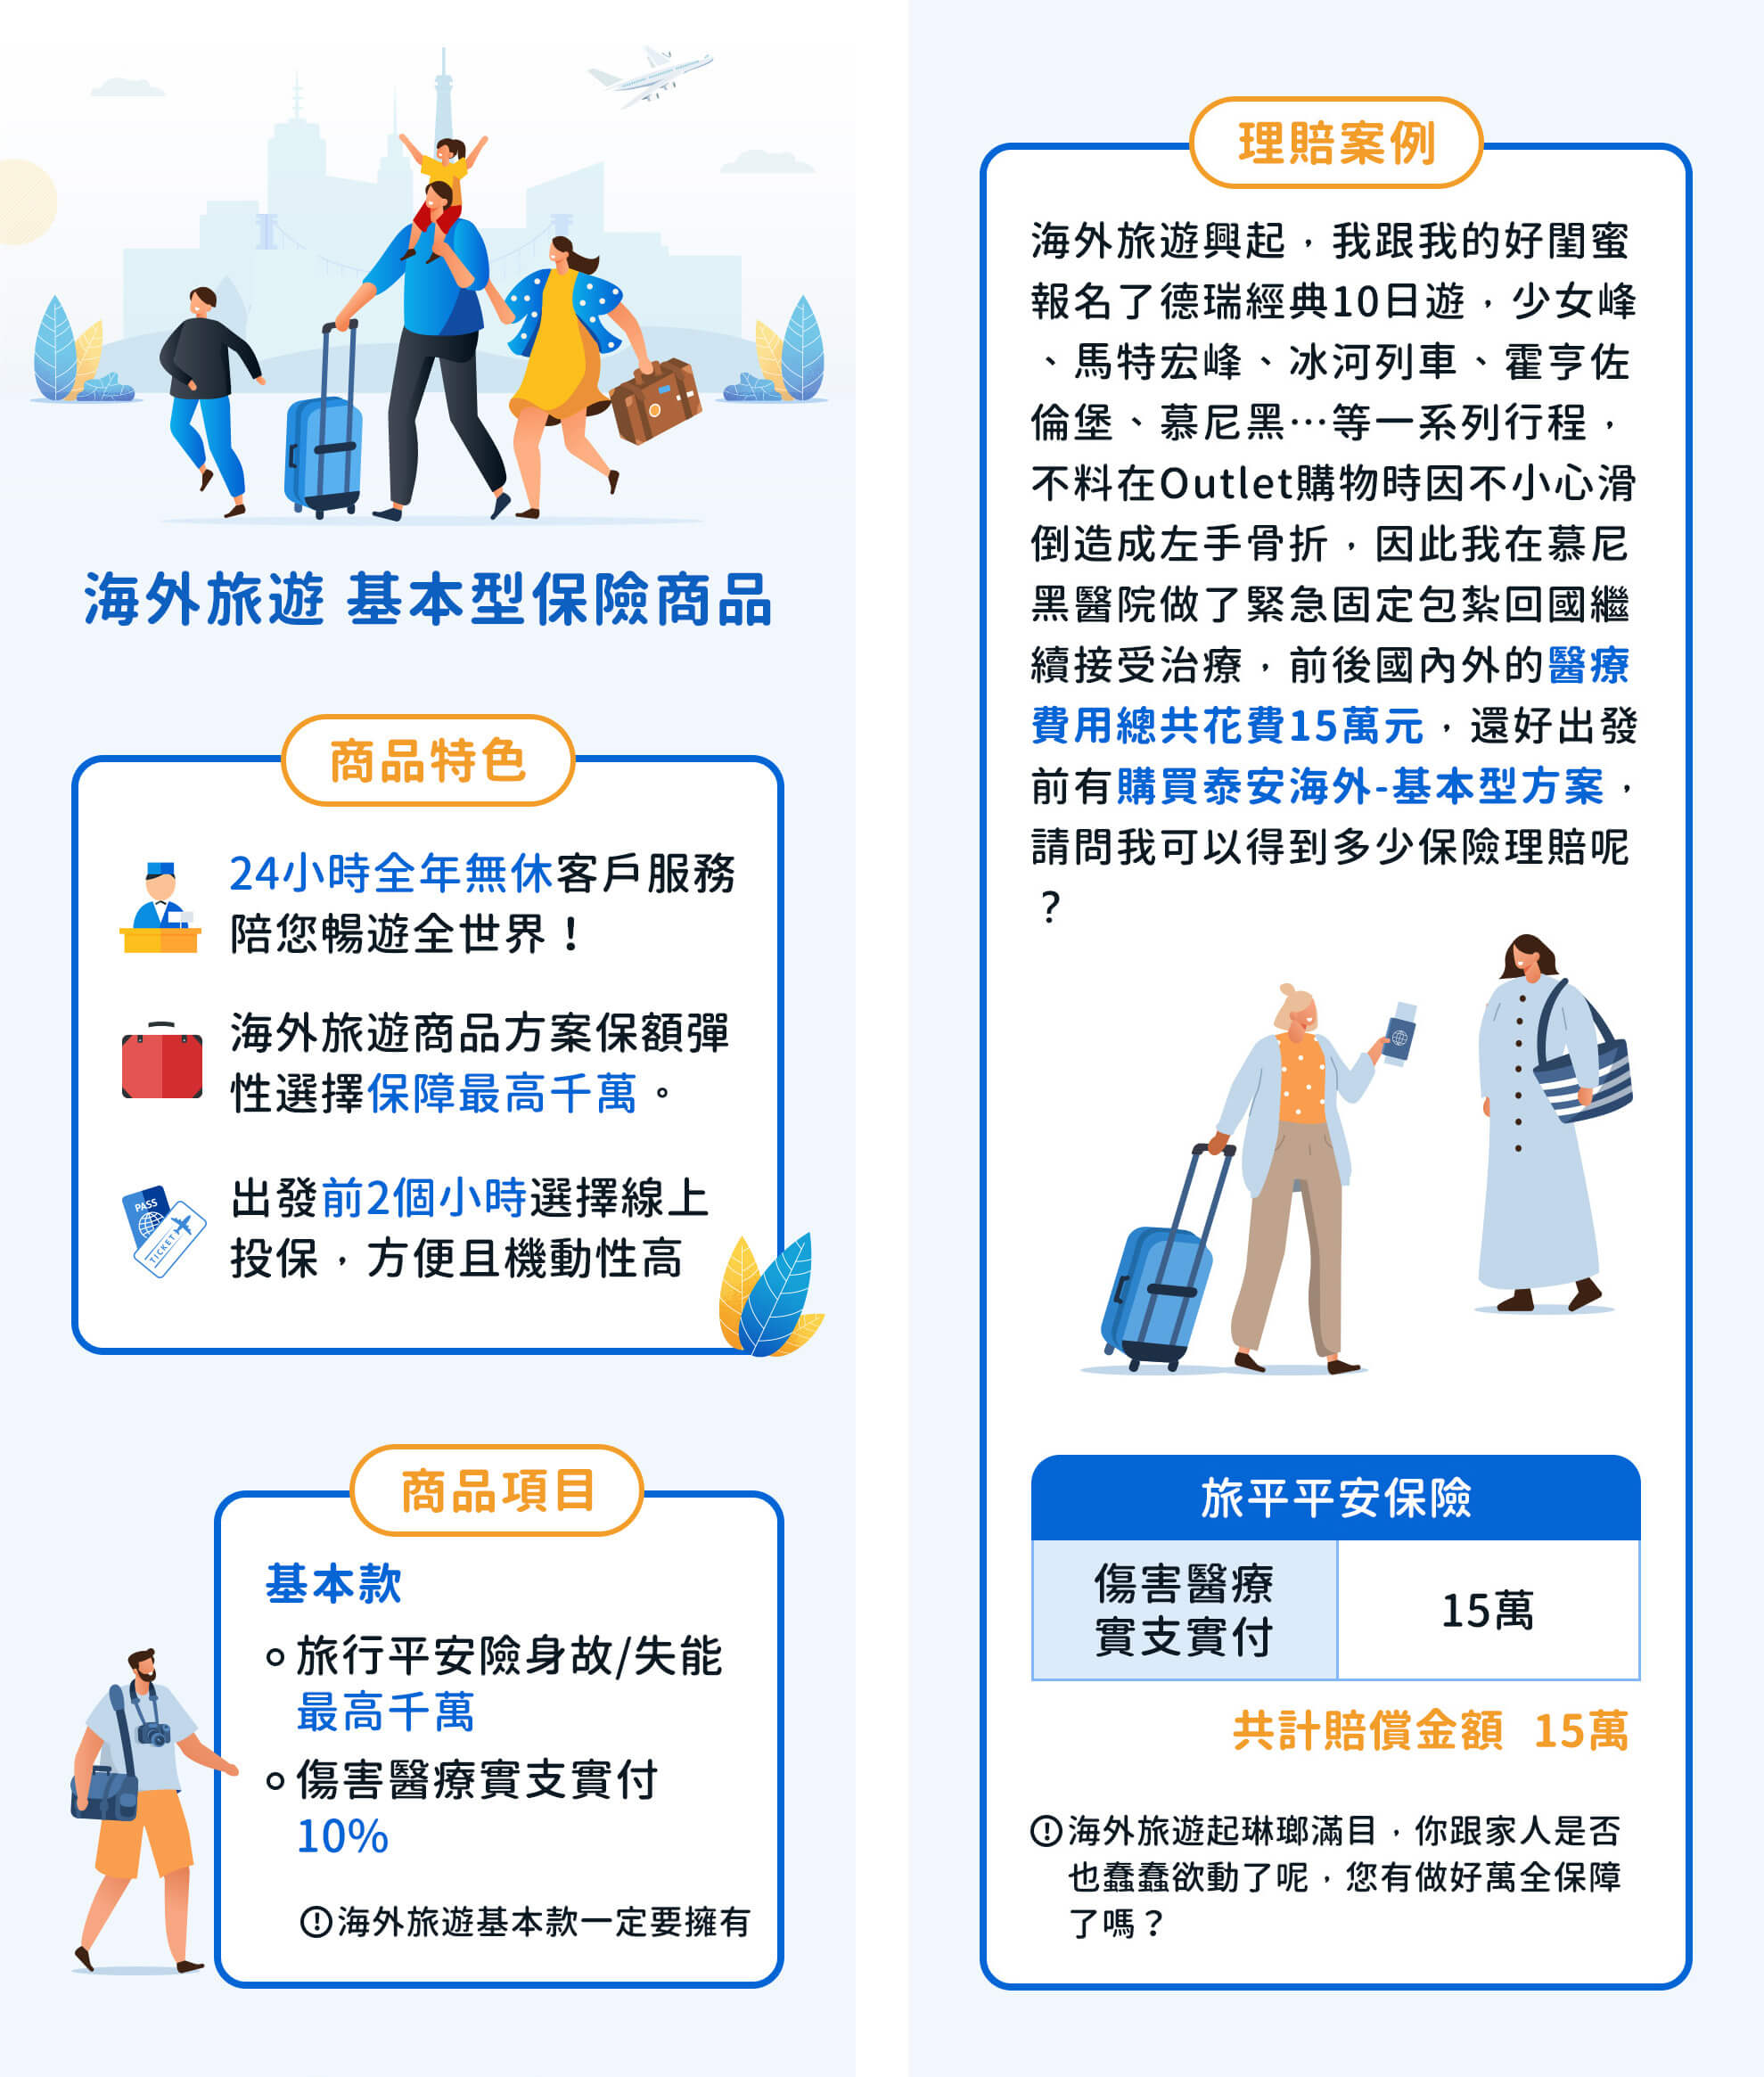 海外旅遊 基本型保險商品
商品特色
24小時全年無休客戶服務
陪您暢遊全世界！
海外旅遊商品方案保額彈
性選擇保障最高千萬。
PASS
TICKET
出發前2個小時選擇線上
投保，方便且機動性高
商品項目
基本款
旅行平安險身故/失能
最高千萬
傷害醫療實支實付
10%
海外旅遊基本款一定要擁有
理賠案例
海外旅遊興起，我跟我的好閨蜜
報名了德瑞經典10日遊，少女峰
、馬特宏峰、冰河列車、霍亨佐
倫堡、慕尼黑…等一系列行程，
不料在Outlet購物時因不小心滑
倒造成左手骨折，因此我在慕尼
黑醫院做了緊急固定包紮回國繼
續接受治療，前後國內外的醫療
費用總共花費15萬元，還好出發
前有購買泰安海外-基本型方案，
請問我可以得到多少保險理賠呢
？
旅平平安保險
傷害醫療
實支實付
15萬
共計賠償金額 15萬
海外旅遊起琳瑯滿目，你跟家人是否
也蠢蠢欲動了呢，您有做好萬全保障
了嗎？